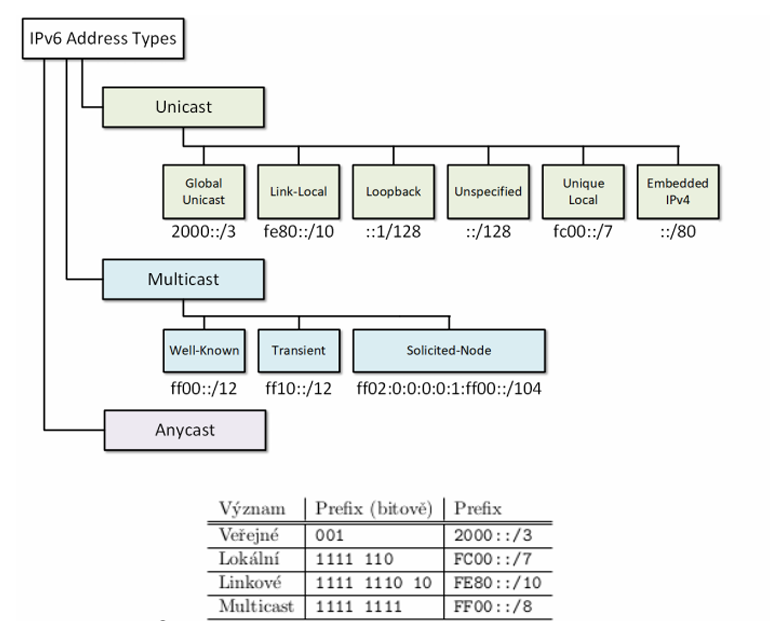 IPv6 Address Types
Unicast
Global Unicast
Link-Local
Loopback
Unspecified
Unique Local
Embedded IPv4
2000::/3
fe80::/10
::1/128
::/128
fc00::/7
::/80
Multicast
Well-Known
Transient
Solicited-Node
ff00::/12
ff10::/12
ff02:0:0:0:0:1:ff00::/104
Anycast
Význam Prefix (bitově) Prefix
Veřejné 001 2000::/3
Lokální 1111 110 FC00::/7
Linkové 1111 1110 10 FE80::/10
Multicast 1111 1111 FF00::/8